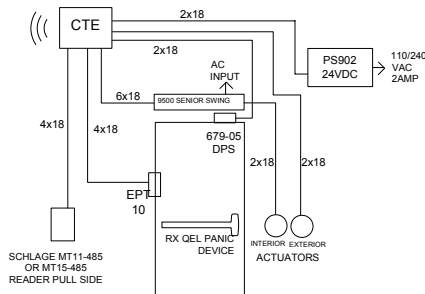 2x18
CTE
2x18
2x18
PS902
24VDC
110/240
VAC
2AMP
AC
INPUT
6x18
9500 SENIOR SWING
4x18
4x18
679-05
DPS
2x18
2x18
EPT
10
RX QEL PANIC
DEVICE
INTERIOR
EXTERIOR
ACTUATORS
SCHLAGE MT11-485
OR MT15-485
READER PULL SIDE